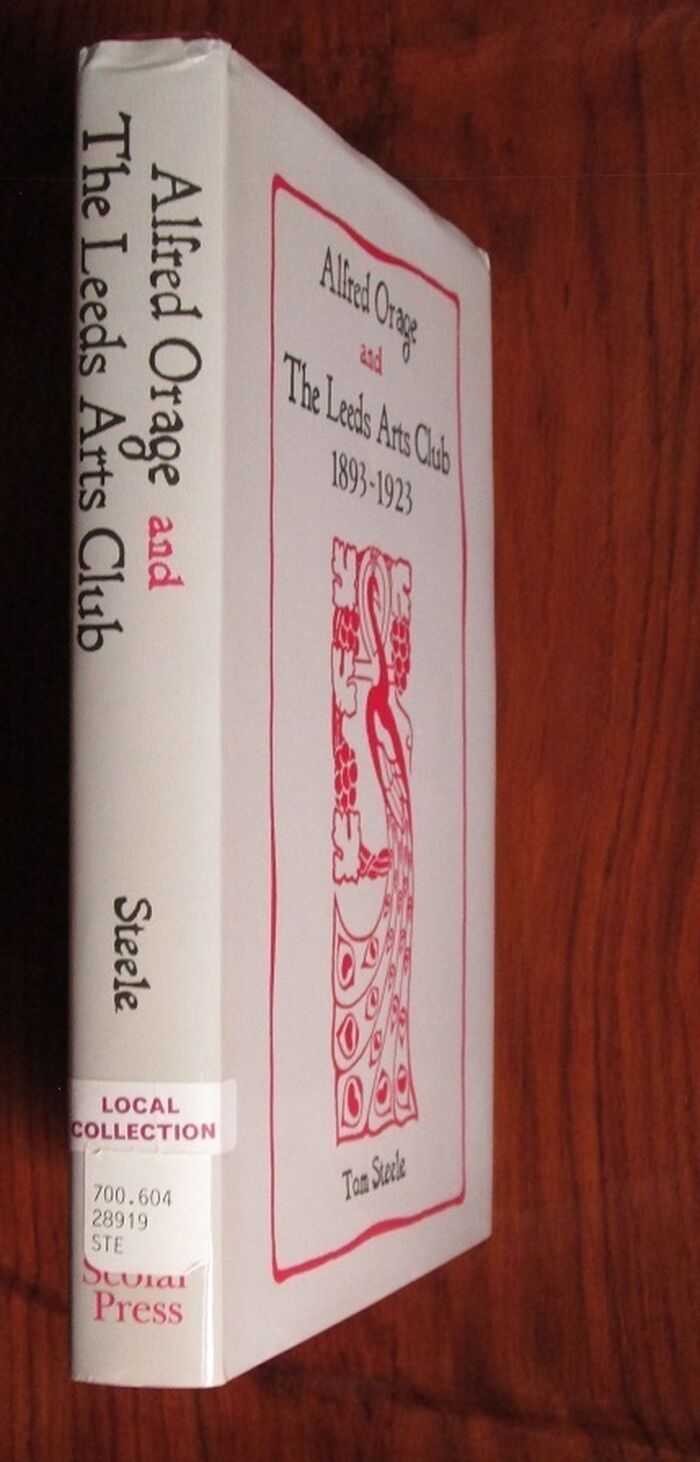 Alfred Orage and
The Leeds Arts Club
Steele
LOCAL
COLLECTION
700.604
28919
STE
Scolar
Press
Alfred Orage
and
The Leeds Arts Club
1893-1923
Tom Steele